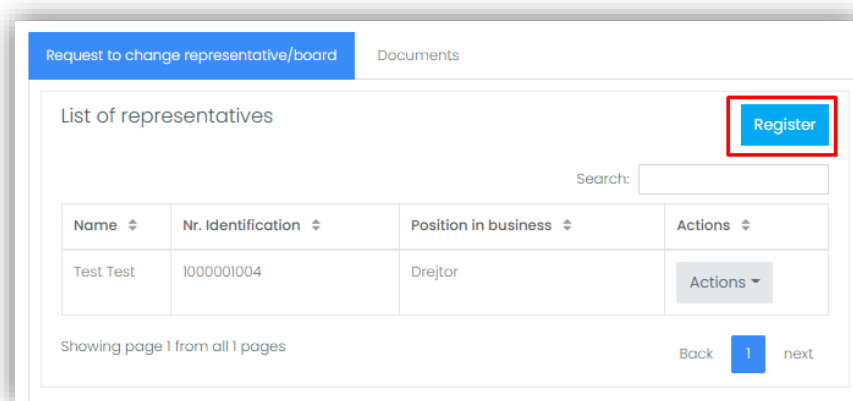 Request to change representative/board Documents
List of representatives
Register
Search:
Name Nr. Identification Position in business Actions
Test Test 1000001004 Drejtor Actions
Showing page 1 from all 1 pages
Back 1 next